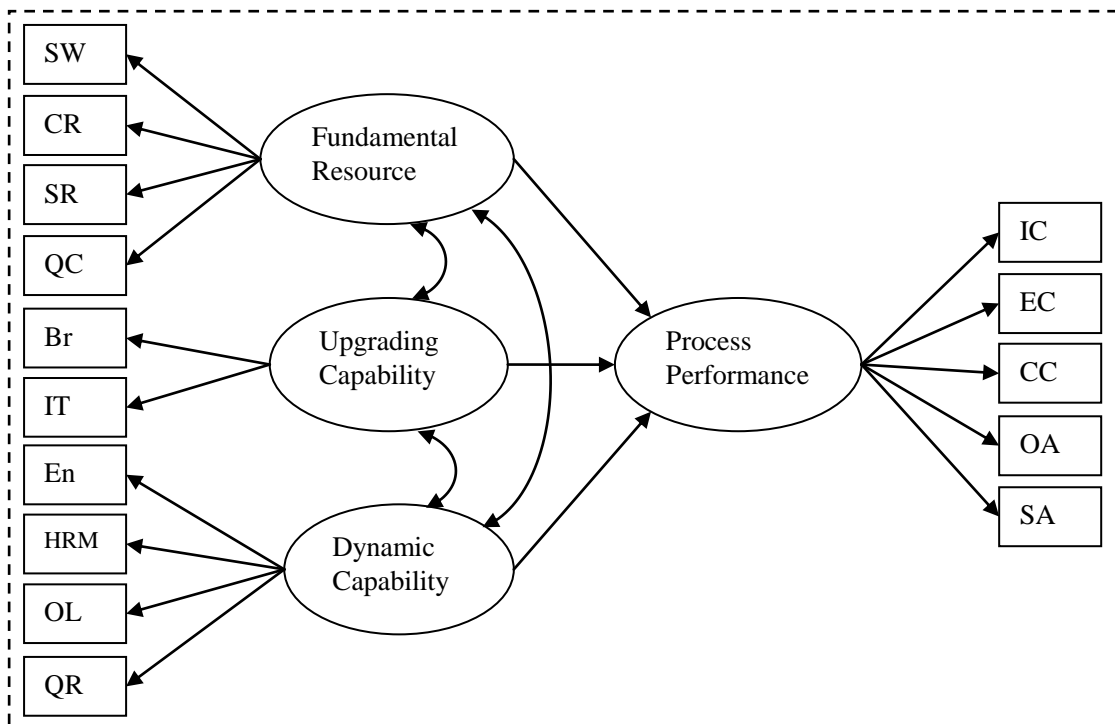 SW
CR
SR
QC
Br
IT
En
HRM
OL
QR
Fundamental
Resource
Upgrading
Capability
Dynamic
Capability
Process
Performance
IC
EC
CC
OA
SA